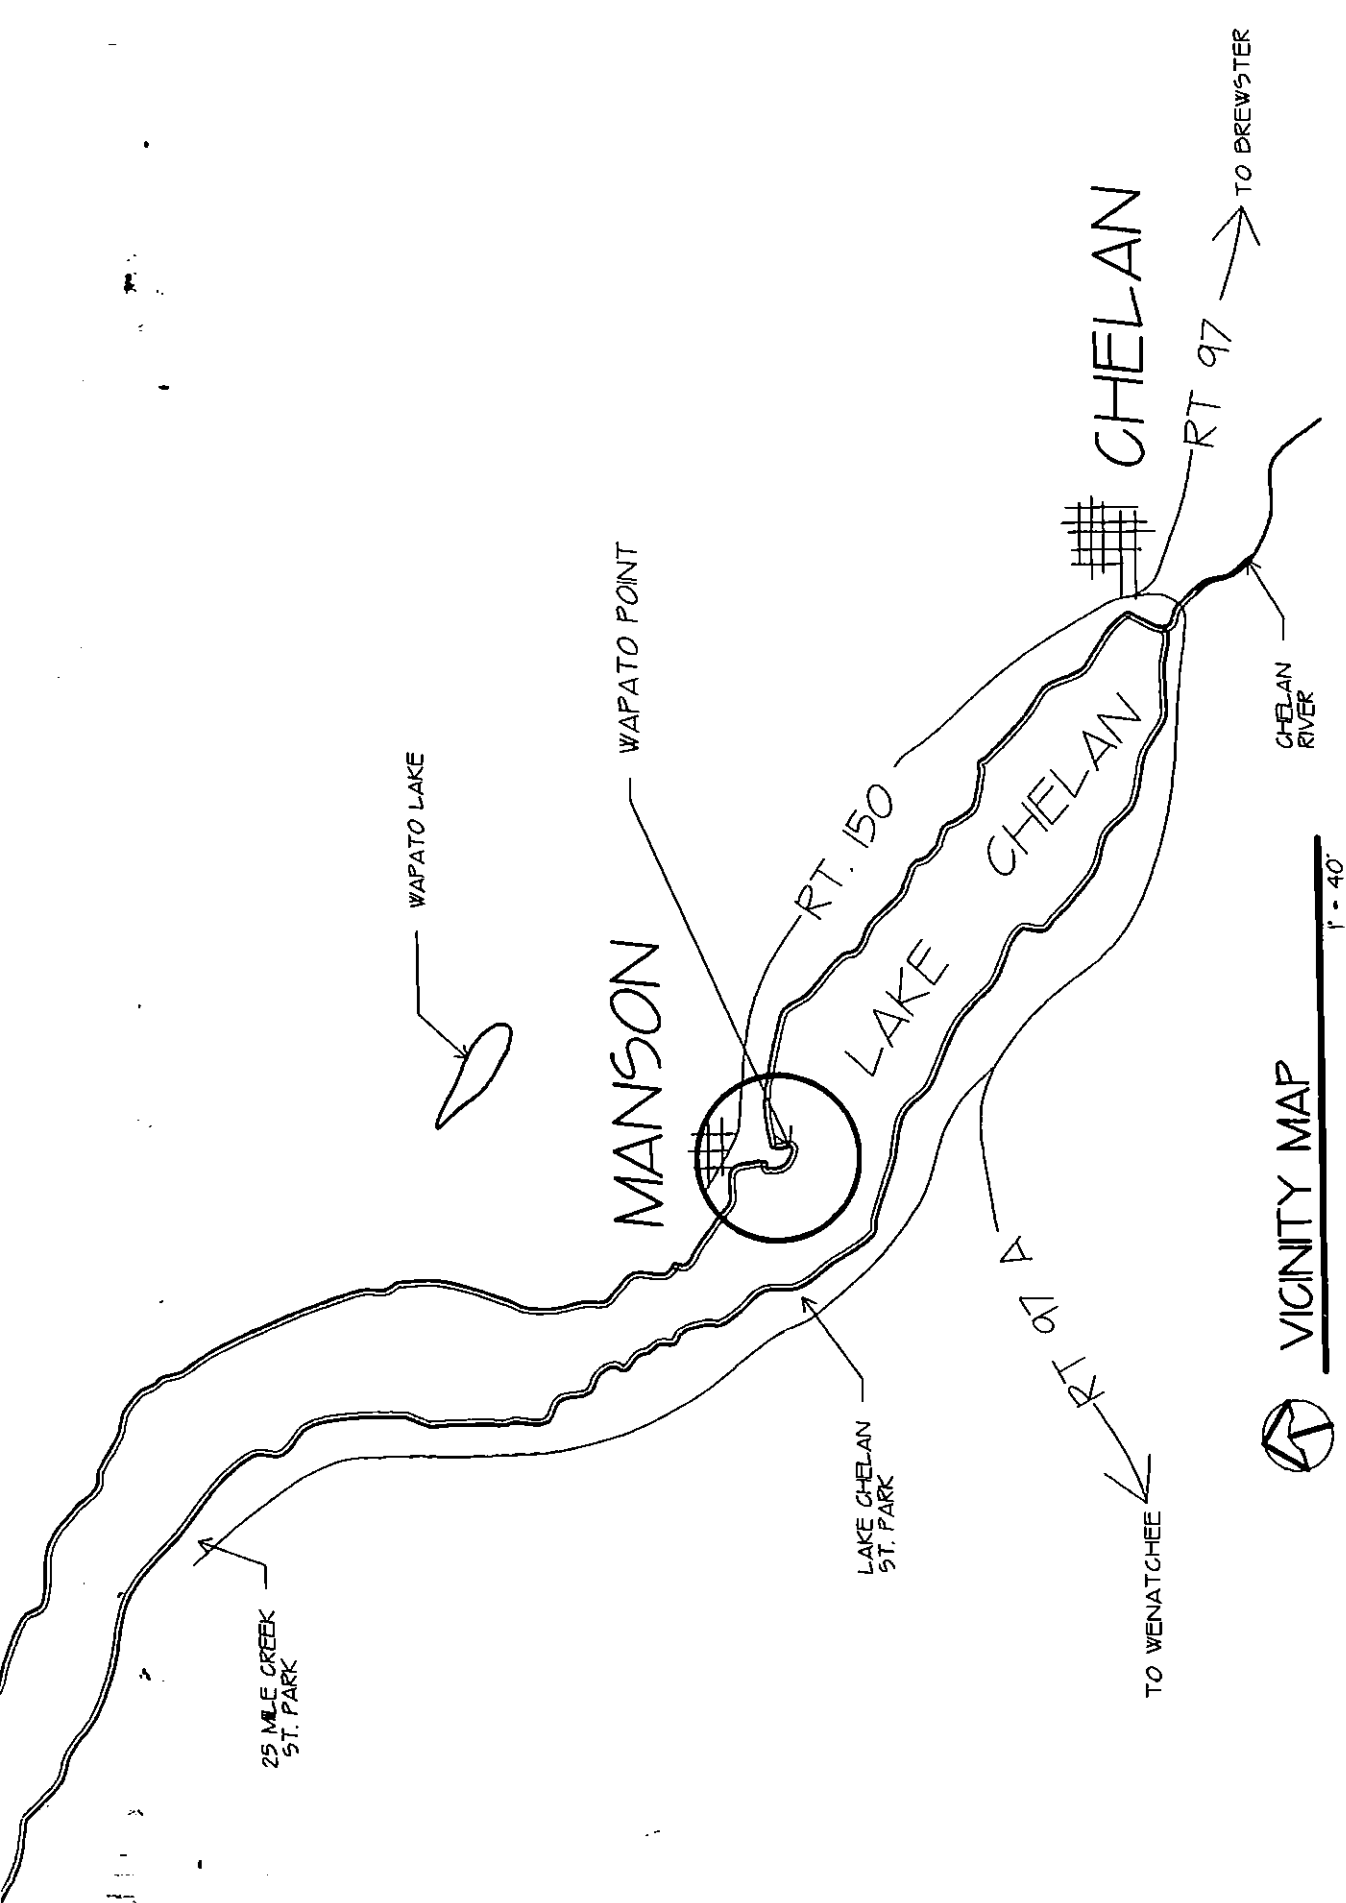 25 MILE CREEK
ST. PARK
WAPATO LAKE
MANSON
WAPATO POINT
RT. 150
LAKE CHELAN
LAKE CHELAN
ST. PARK
RT 97 A
TO WENATCHEE
CHELAN
RT 97
TO BREWSTER
CHELAN
RIVER
VICINITY MAP
1" - 40'